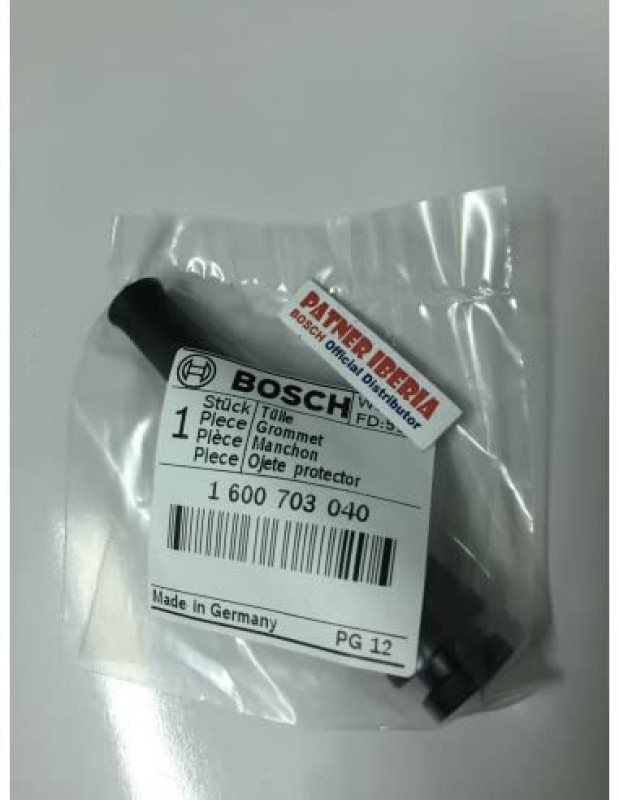 PATNER IBERIA
BOSCH Official Distributor
BOSCH
1
Stück
Piece
Pièce
Piece
Tülle
Grommet
Manchon
Ojete protector
1 600 703 040
Made in Germany
PG 12